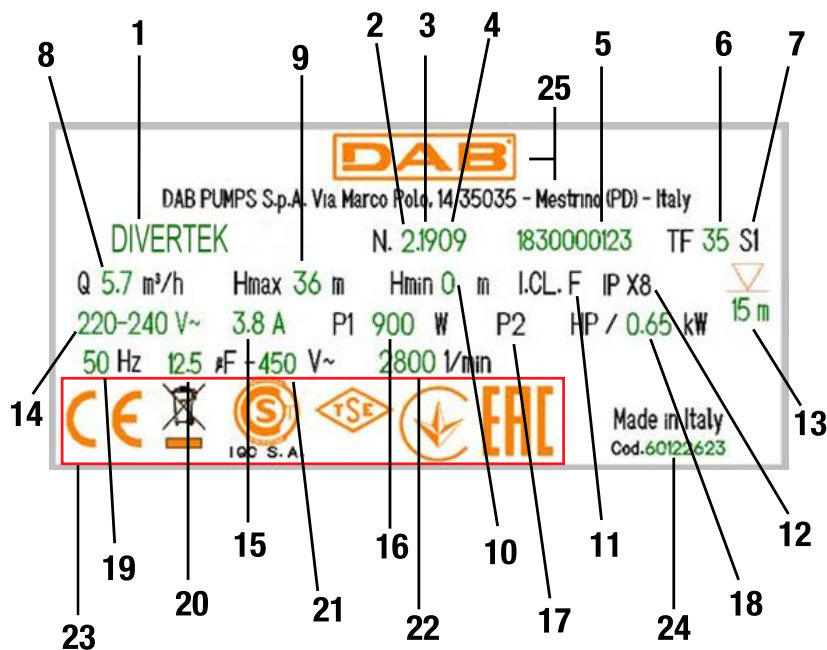 1 2 3 4 5 6 7
8 9 25
DAB
DAB PUMPS S.p.A. Via Marco Polo, 14 35035 - Mestrino (PD) - Italy
DIVERTEK N. 2.1909 1830000123 TF 35 S1
Q 5.7 m³/h Hmax 36 m Hmin 0 m I.CL. F IP X8
220-240 V~ 3.8 A P1 900 W P2 HP / 0.65 kW 15 m
50 Hz 12.5 µF - 450 V~ 2800 1/min
14 13
CE S TSE EAC Made in Italy
IQC S.A. Cod.60122623
19 15 16 10 11 12
23 20 21 22 17 24 18